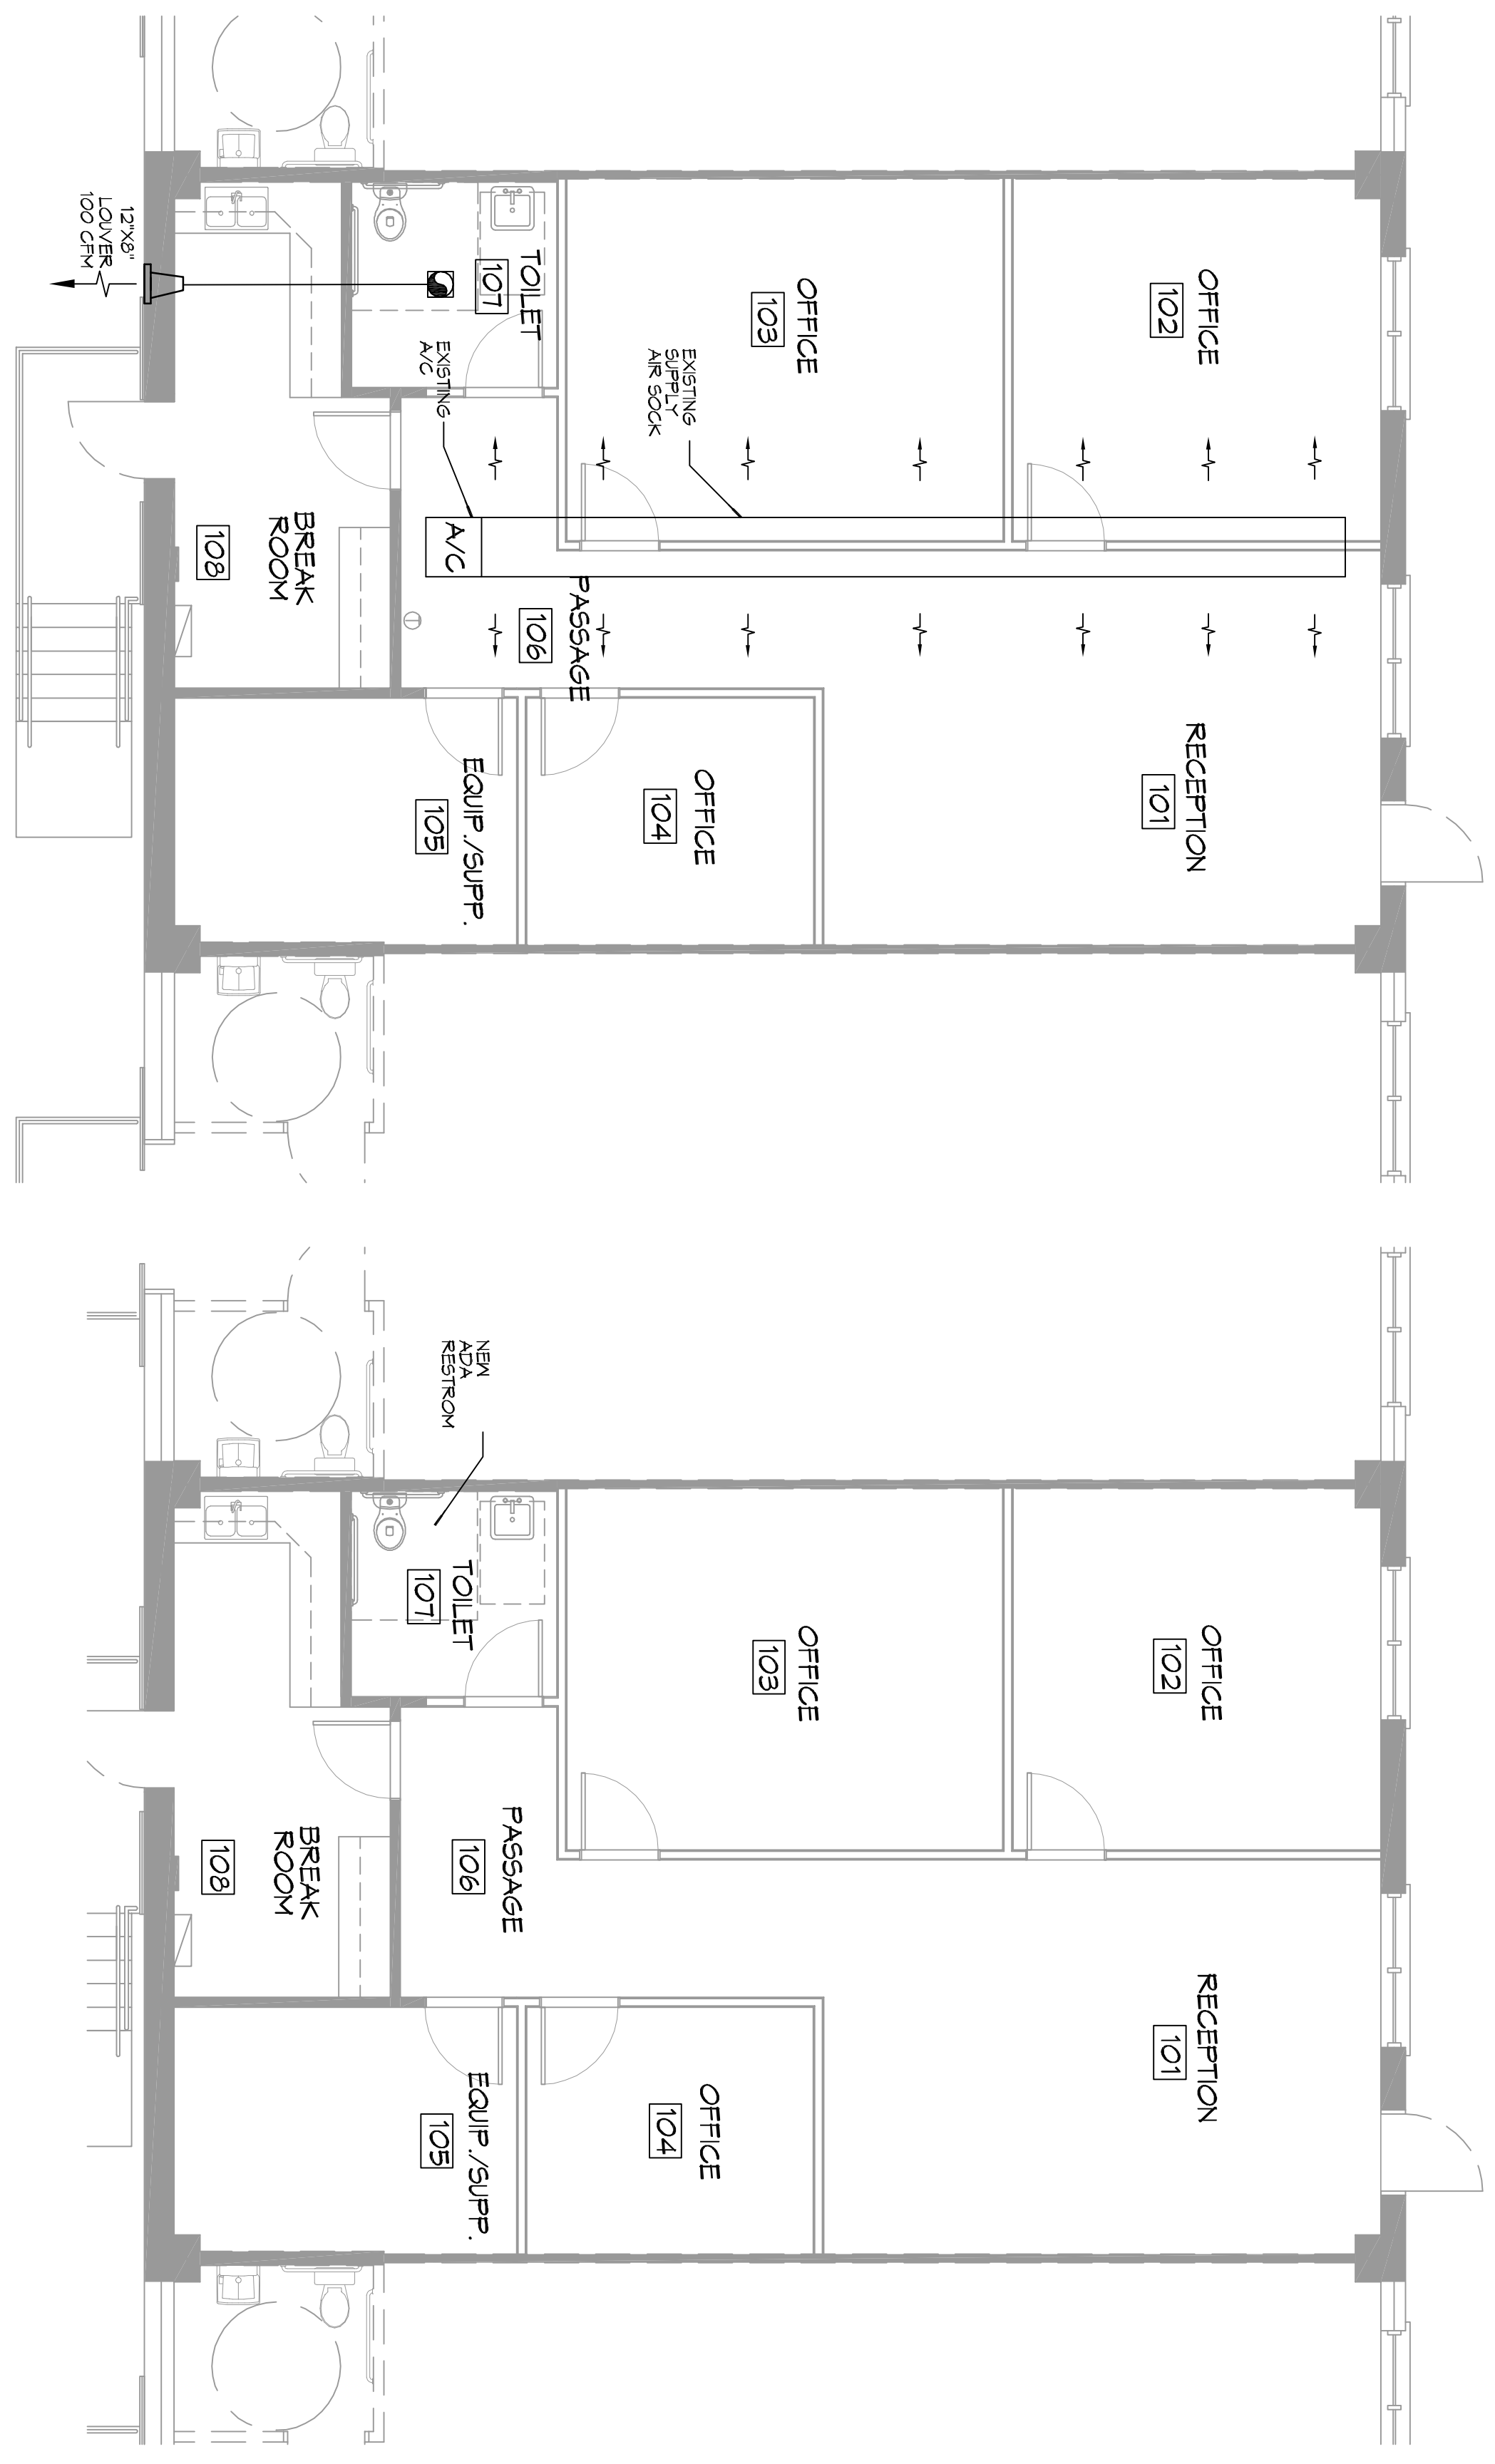 12"X8"
LOUVER
100 CFM
TOILET
107
OFFICE
103
OFFICE
102
EXISTING
A/C
EXISTING
SUPPLY
AIR SOCK
BREAK
ROOM
108
A/C
PASSAGE
106
RECEPTION
101
EQUIP./SUPP.
105
OFFICE
104
NEW
ADA
RESTROM
TOILET
107
OFFICE
103
OFFICE
102
BREAK
ROOM
108
PASSAGE
106
RECEPTION
101
EQUIP./SUPP.
105
OFFICE
104